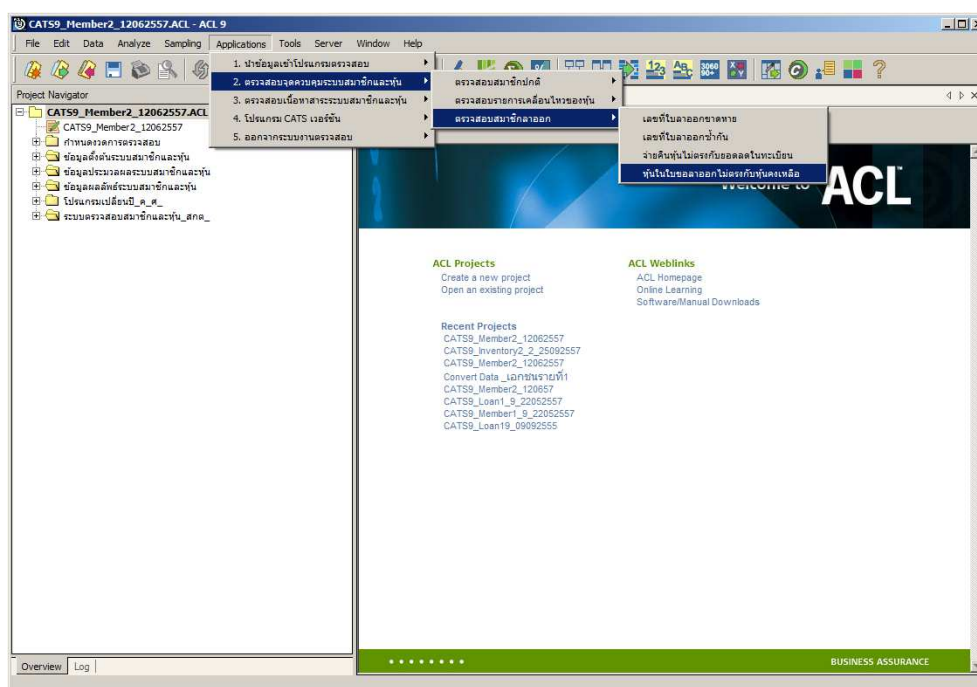 CATS9_Member2_12062557.ACL - ACL 9
File Edit Data Analyze Sampling Applications Tools Server Window Help
1. นำข้อมูลเข้าโปรแกรมตรวจสอบ
2. ตรวจสอบจุดควบคุมระบบสมาชิกและหุ้น
3. ตรวจสอบเนื้อหาสาระระบบสมาชิกและหุ้น
4. โปรแกรม CATS เวอร์ชั่น
5. ออกจากระบบงานตรวจสอบ
ตรวจสอบสมาชิกปกติ
ตรวจสอบรายการเคลื่อนไหวของหุ้น
ตรวจสอบสมาชิกลาออก
เลขที่ใบลาออกขาดหาย
เลขที่ใบลาออกซ้ำกัน
จ่ายคืนหุ้นไม่ตรงกับยอดลดในทะเบียน
หุ้นในใบขอลาออกไม่ตรงกับหุ้นคงเหลือ
Project Navigator
CATS9_Member2_12062557.ACL
CATS9_Member2_12062557
กำหนดงวดการตรวจสอบ
ข้อมูลตั้งต้นระบบสมาชิกและหุ้น
ข้อมูลประมวลผลระบบสมาชิกและหุ้น
ข้อมูลผลลัพธ์ระบบสมาชิกและหุ้น
โปรแกรมเปลี่ยนปี_ค_ศ_
ระบบตรวจสอบสมาชิกและหุ้น_สกต_
Welcome to ACL
ACL Projects
Create a new project
Open an existing project
Recent Projects
CATS9_Member2_12062557
CATS9_Inventory2_2_25092557
CATS9_Member2_12062557
Convert Data _เอกชนรายที่1
CATS9_Member2_120657
CATS9_Loan1_9_22052557
CATS9_Member1_9_22052557
CATS9_Loan19_09092555
ACL Weblinks
ACL Homepage
Online Learning
Software/Manual Downloads
Overview Log
BUSINESS ASSURANCE